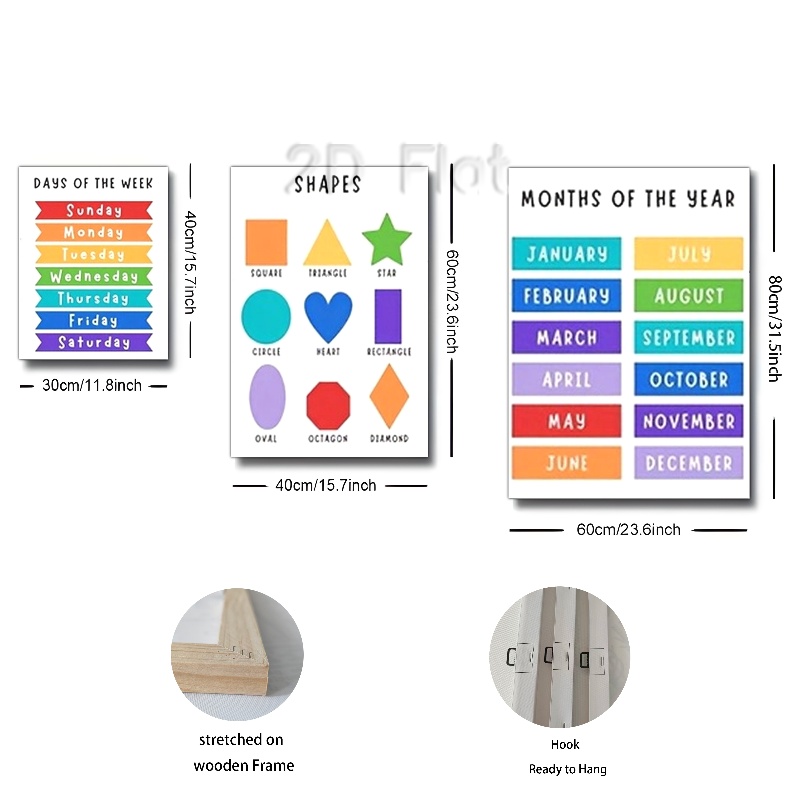 2D Flat
DAYS OF THE WEEK
Sunday
Monday
Tuesday
Wednesday
Thursday
Friday
Saturday
40cm/15.7inch
30cm/11.8inch
SHAPES
SQUARE TRIANGLE STAR
CIRCLE HEART RECTANGLE
OVAL OCTAGON DIAMOND
60cm/23.6inch
40cm/15.7inch
MONTHS OF THE YEAR
JANUARY JULY
FEBRUARY AUGUST
MARCH SEPTEMBER
APRIL OCTOBER
MAY NOVEMBER
JUNE DECEMBER
80cm/31.5inch
60cm/23.6inch
stretched on
wooden Frame
Hook
Ready to Hang